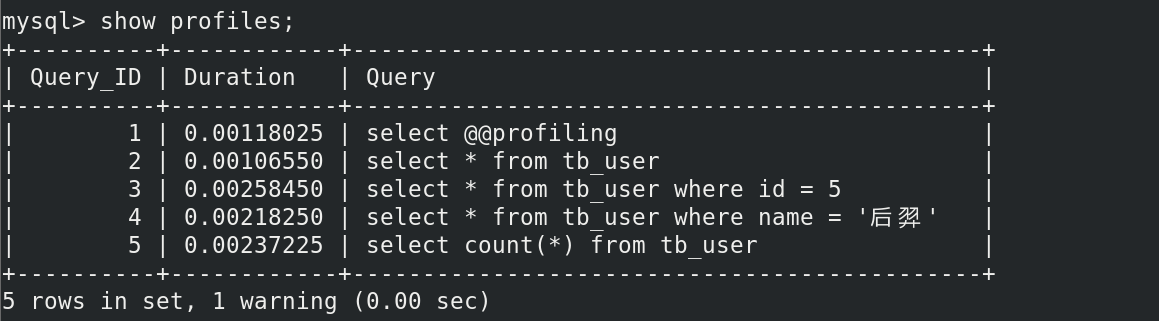 mysql> show profiles;
+----------+------------+---------------------------------------------+
| Query_ID | Duration   | Query                                       |
+----------+------------+---------------------------------------------+
|        1 | 0.00118025 | select @@profiling                          |
|        2 | 0.00106550 | select * from tb_user                       |
|        3 | 0.00258450 | select * from tb_user where id = 5          |
|        4 | 0.00218250 | select * from tb_user where name = '后羿'   |
|        5 | 0.00237225 | select count(*) from tb_user                |
+----------+------------+---------------------------------------------+
5 rows in set, 1 warning (0.00 sec)